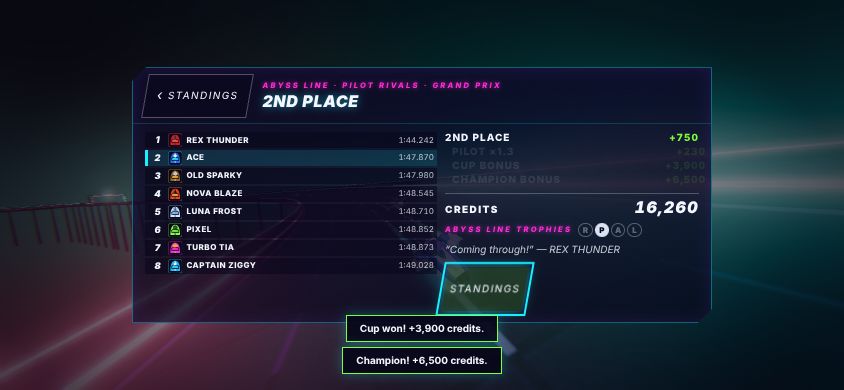 ‹ STANDINGS
ABYSS LINE · PILOT RIVALS · GRAND PRIX
2ND PLACE
1 REX THUNDER 1:44.242
2 ACE 1:47.870
3 OLD SPARKY 1:47.980
4 NOVA BLAZE 1:48.545
5 LUNA FROST 1:48.710
6 PIXEL 1:48.852
7 TURBO TIA 1:48.873
8 CAPTAIN ZIGGY 1:49.028
2ND PLACE +750
PILOT ×1.3 +230
CUP BONUS +3,900
CHAMPION BONUS +6,500
CREDITS 16,260
ABYSS LINE TROPHIES R P A L
“Coming through!” — REX THUNDER
STANDINGS
Cup won! +3,900 credits.
Champion! +6,500 credits.